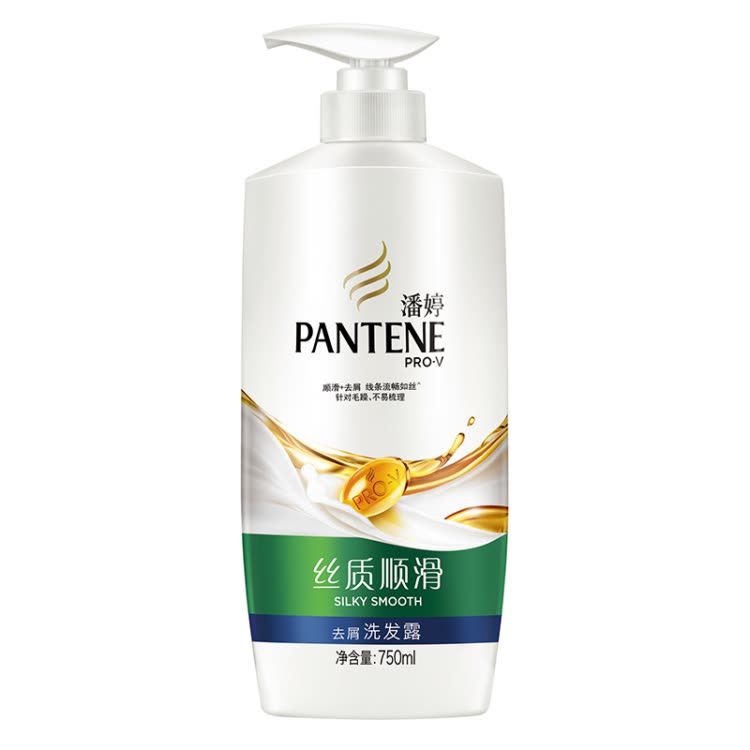 潘婷
PANTENE
PRO-V
顺滑+去屑 线条流畅如丝^
针对毛躁、不易梳理
PRO-V
丝质顺滑
SILKY SMOOTH
去屑 洗发露
净含量:750ml